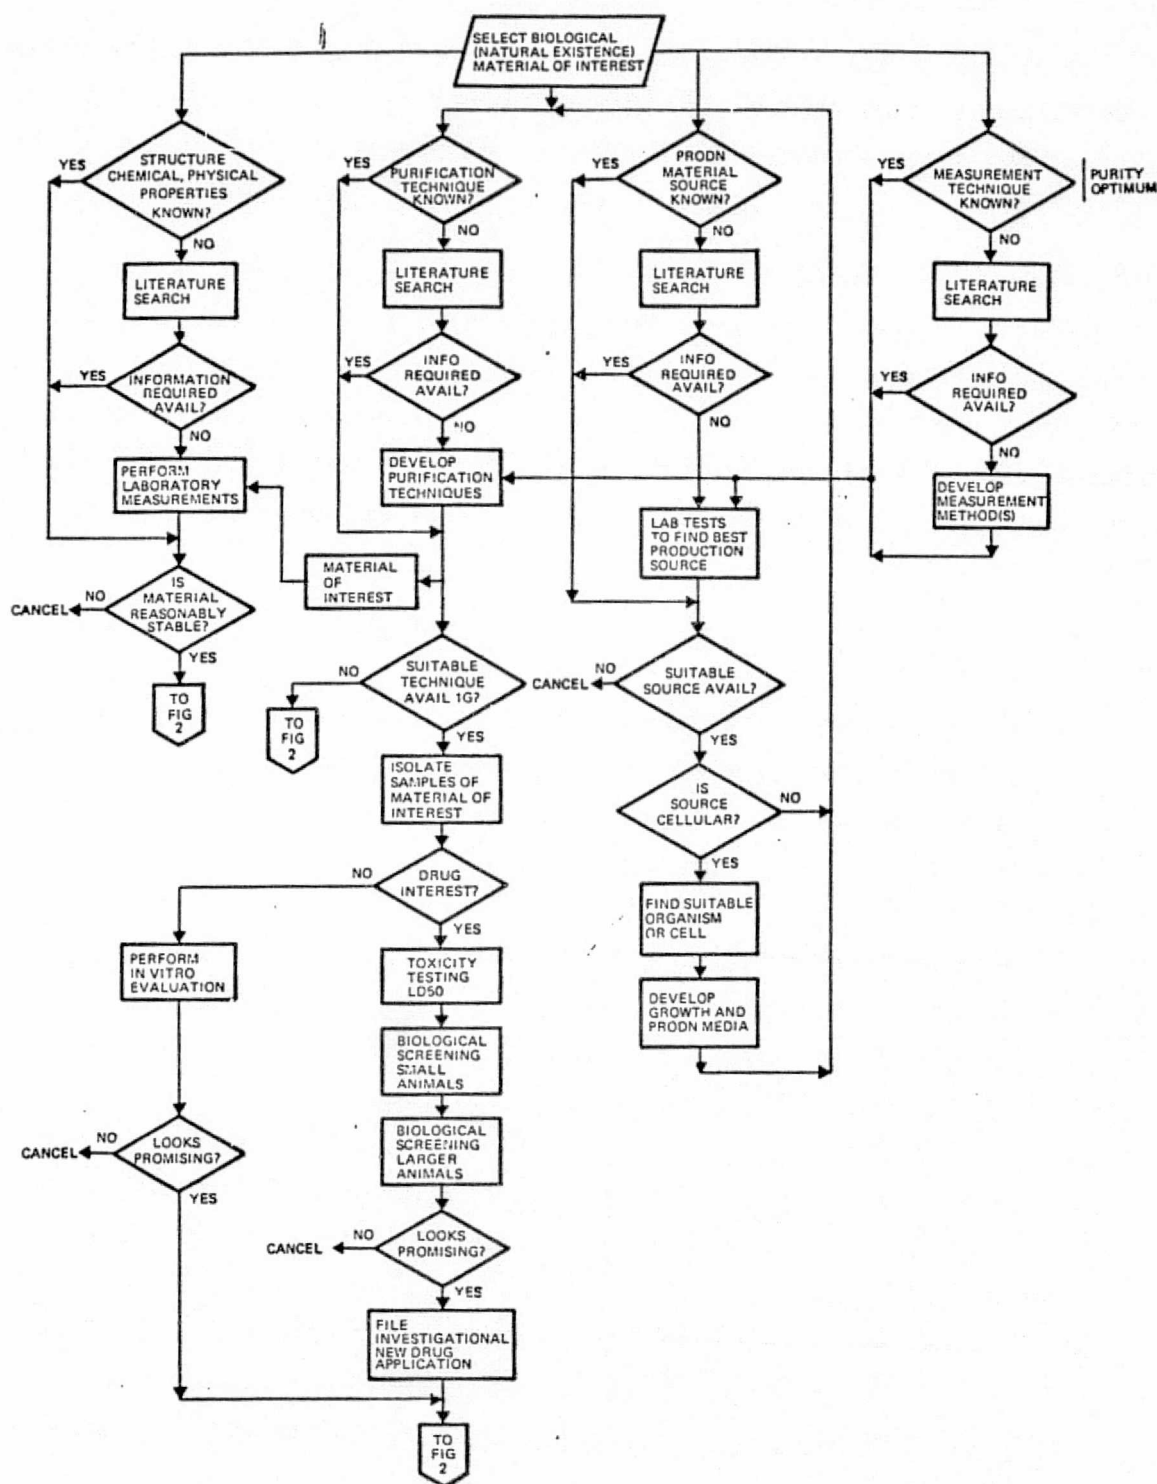 SELECT BIOLOGICAL
(NATURAL EXISTENCE)
MATERIAL OF INTEREST
YES
STRUCTURE
CHEMICAL, PHYSICAL
PROPERTIES
KNOWN?
NO
LITERATURE
SEARCH
YES
INFORMATION
REQUIRED
AVAIL?
NO
PERFORM
LABORATORY
MEASUREMENTS
IS
MATERIAL
REASONABLY
STABLE?
NO
CANCEL
YES
TO
FIG
2
YES
PURIFICATION
TECHNIQUE
KNOWN?
NO
LITERATURE
SEARCH
YES
INFO
REQUIRED
AVAIL?
NO
DEVELOP
PURIFICATION
TECHNIQUES
MATERIAL
OF
INTEREST
NO
SUITABLE
TECHNIQUE
AVAIL 1G?
TO
FIG
2
YES
ISOLATE
SAMPLES OF
MATERIAL OF
INTEREST
NO
DRUG
INTEREST?
YES
PERFORM
IN VITRO
EVALUATION
CANCEL
NO
LOOKS
PROMISING?
YES
TOXICITY
TESTING
LD50
BIOLOGICAL
SCREENING
SMALL
ANIMALS
BIOLOGICAL
SCREENING
LARGER
ANIMALS
CANCEL
NO
LOOKS
PROMISING?
YES
FILE
INVESTIGATIONAL
NEW DRUG
APPLICATION
TO
FIG
2
YES
PRODN
MATERIAL
SOURCE
KNOWN?
NO
LITERATURE
SEARCH
YES
INFO
REQUIRED
AVAIL?
NO
LAB TESTS
TO FIND BEST
PRODUCTION
SOURCE
CANCEL
NO
SUITABLE
SOURCE AVAIL?
YES
IS
SOURCE
CELLULAR?
NO
YES
FIND SUITABLE
ORGANISM
OR CELL
DEVELOP
GROWTH AND
PRODN MEDIA
YES
MEASUREMENT
TECHNIQUE
KNOWN?
PURITY
OPTIMUM
NO
LITERATURE
SEARCH
YES
INFO
REQUIRED
AVAIL?
NO
DEVELOP
MEASUREMENT
METHOD(S)